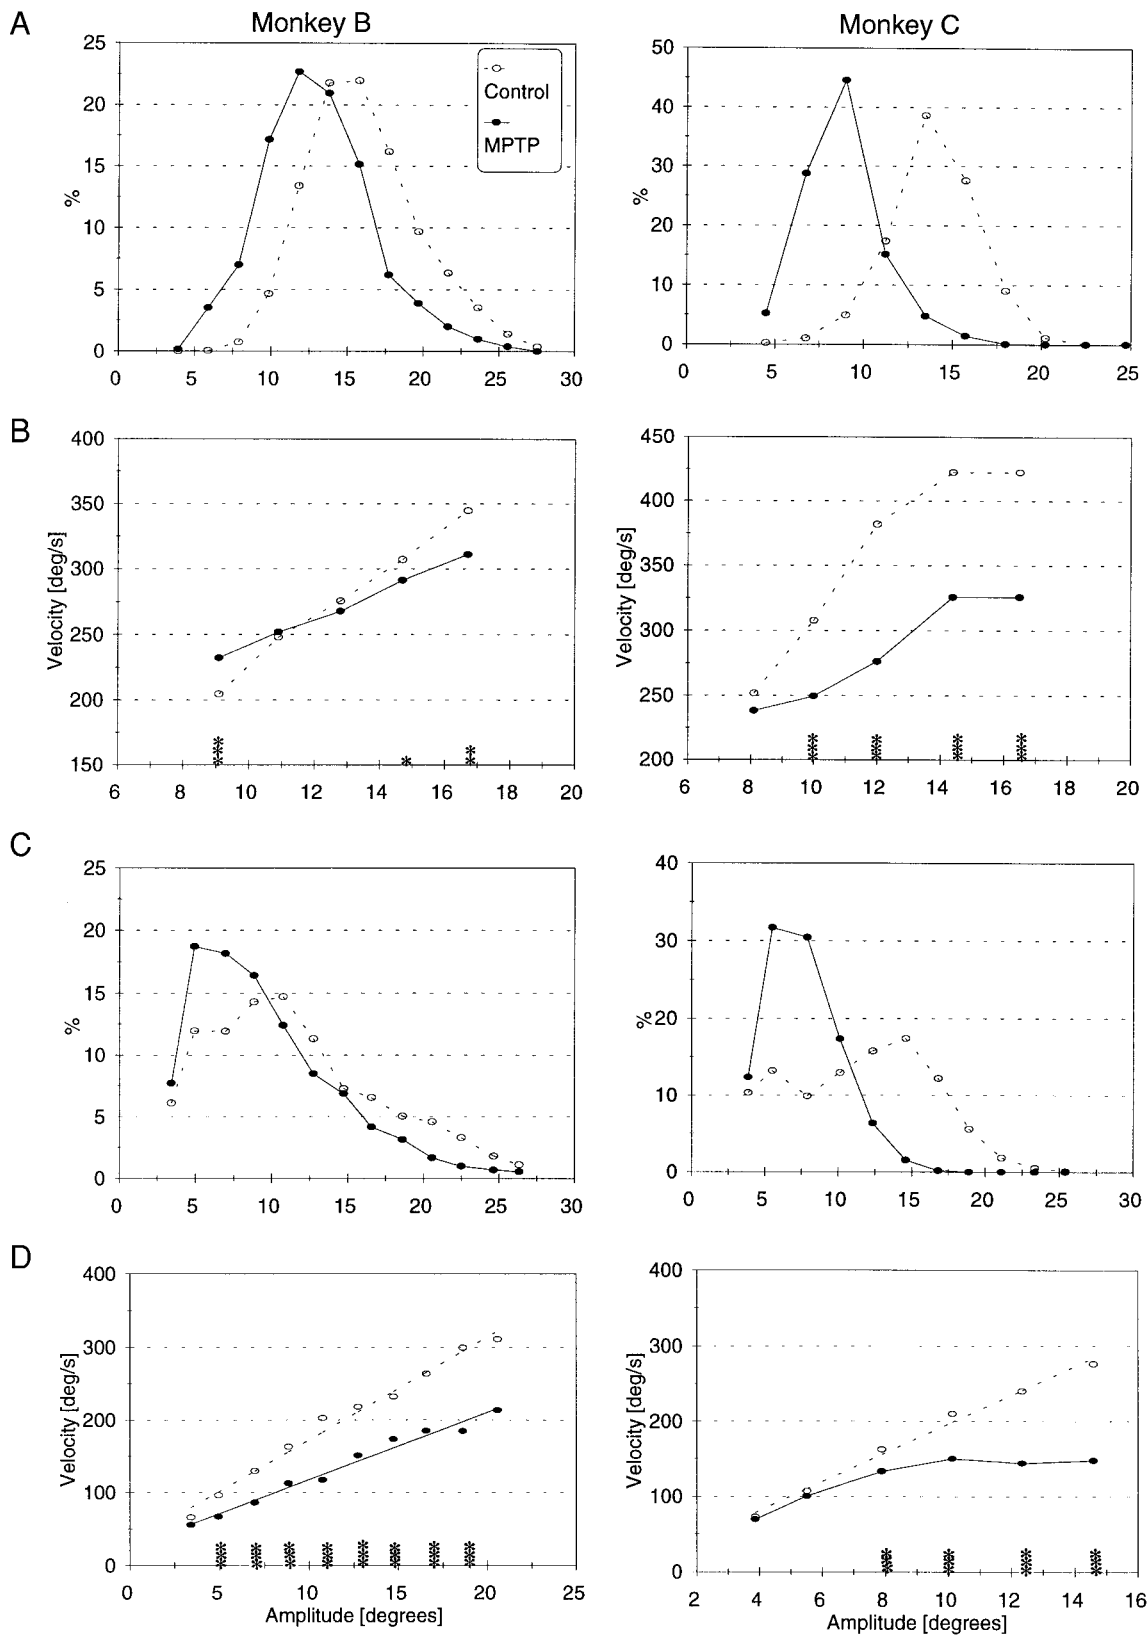 A
Monkey B
Monkey C
25
20
15
10
5
0
%
0 5 10 15 20 25 30
Control
MPTP
50
40
30
20
10
0
%
0 5 10 15 20 25
B
400
350
300
250
200
150
Velocity [deg/s]
6 8 10 12 14 16 18 20
*** * **
450
400
350
300
250
200
Velocity [deg/s]
6 8 10 12 14 16 18 20
**** **** **** ****
C
25
20
15
10
5
0
%
0 5 10 15 20 25 30
40
30
20
10
0
%
0 5 10 15 20 25 30
D
400
300
200
100
0
Velocity [deg/s]
0 5 10 15 20 25
Amplitude [degrees]
**** **** **** **** **** **** **** ****
400
300
200
100
0
Velocity [deg/s]
2 4 6 8 10 12 14 16
Amplitude [degrees]
**** **** **** ****